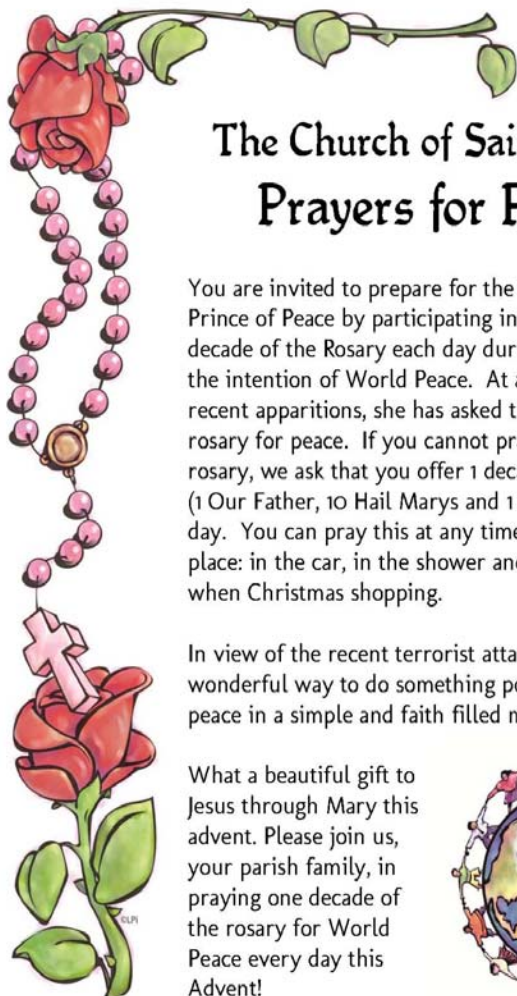 The Church of Sai
Prayers for
You are invited to prepare for the
Prince of Peace by participating in
decade of the Rosary each day dur
the intention of World Peace. At a
recent apparitions, she has asked t
rosary for peace. If you cannot pr
rosary, we ask that you offer 1 dec
(1 Our Father, 10 Hail Marys and 1
day. You can pray this at any time
place: in the car, in the shower and
when Christmas shopping.
In view of the recent terrorist atta
wonderful way to do something po
peace in a simple and faith filled m
What a beautiful gift to
Jesus through Mary this
advent. Please join us,
your parish family, in
praying one decade of
the rosary for World
Peace every day this
Advent!
©LPi